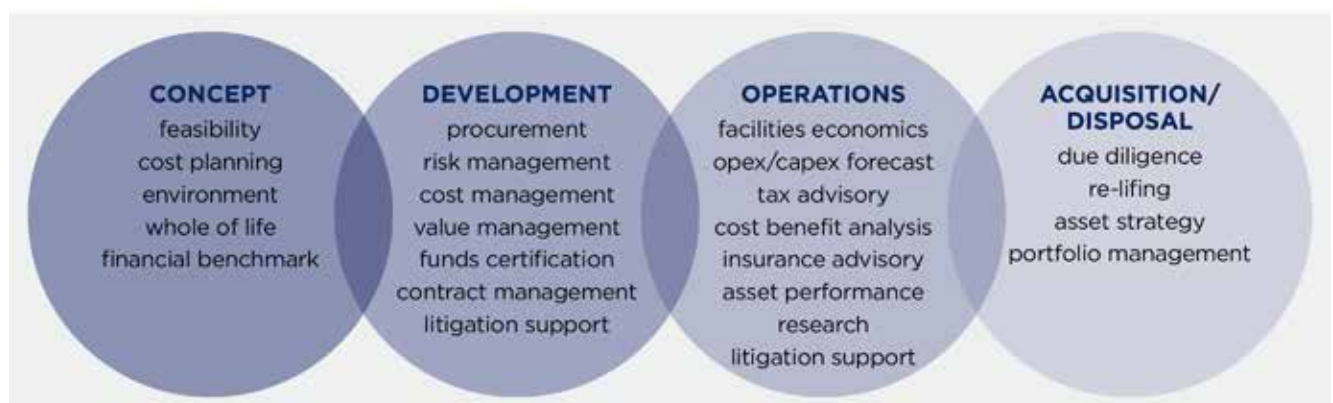 CONCEPT
feasibility
cost planning
environment
whole of life
financial benchmark
DEVELOPMENT
procurement
risk management
cost management
value management
funds certification
contract management
litigation support
OPERATIONS
facilities economics
opex/capex forecast
tax advisory
cost benefit analysis
insurance advisory
asset performance
research
litigation support
ACQUISITION/
DISPOSAL
due diligence
re-lifing
asset strategy
portfolio management